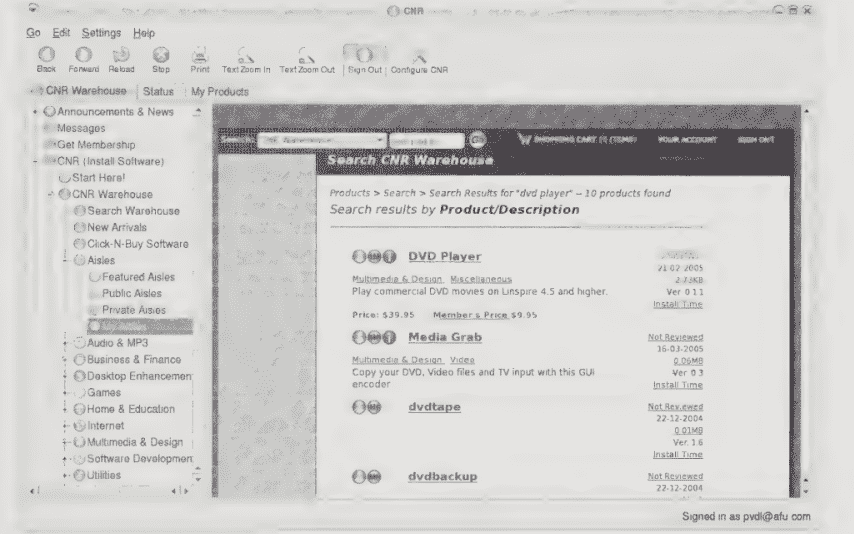 CNR
Go Edit Settings Help
Back Forward Reload Stop Print Text Zoom In Text Zoom Out Sign Out Configure CNR
CNR Warehouse Status My Products
Announcements & News
Messages
Get Membership
CNR (Install Software)
Start Here!
CNR Warehouse
Search Warehouse
New Arrivals
Click-N-Buy Software
Aisles
Featured Aisles
Public Aisles
Private Aisles
Audio & MP3
Business & Finance
Desktop Enhancemen
Games
Home & Education
Internet
Multimedia & Design
Software Developmen
Utilities
Go SHOPPING CART YOUR ACCOUNT SIGN OUT
Search CNR Warehouse
Products > Search > Search Results for "dvd player" -- 10 products found
Search results by Product/Description
DVD Player
21-02-2005
Multimedia & Design Miscellaneous
Play commercial DVD movies on Linspire 4.5 and higher.
Ver 0.1.1
Install Time
Price: $39.95 Member's Price $9.95
Media Grab Not Reviewed
16-03-2005
Multimedia & Design Video 0.06MB
Copy your DVD, Video files and TV input with this GUI Ver 0.3
encoder Install Time
dvdtape Not Reviewed
22-12-2004
0.01MB
Ver. 1.6
Install Time
dvdbackup Not Reviewed
22-12-2004
Signed in as pvdl@afu com